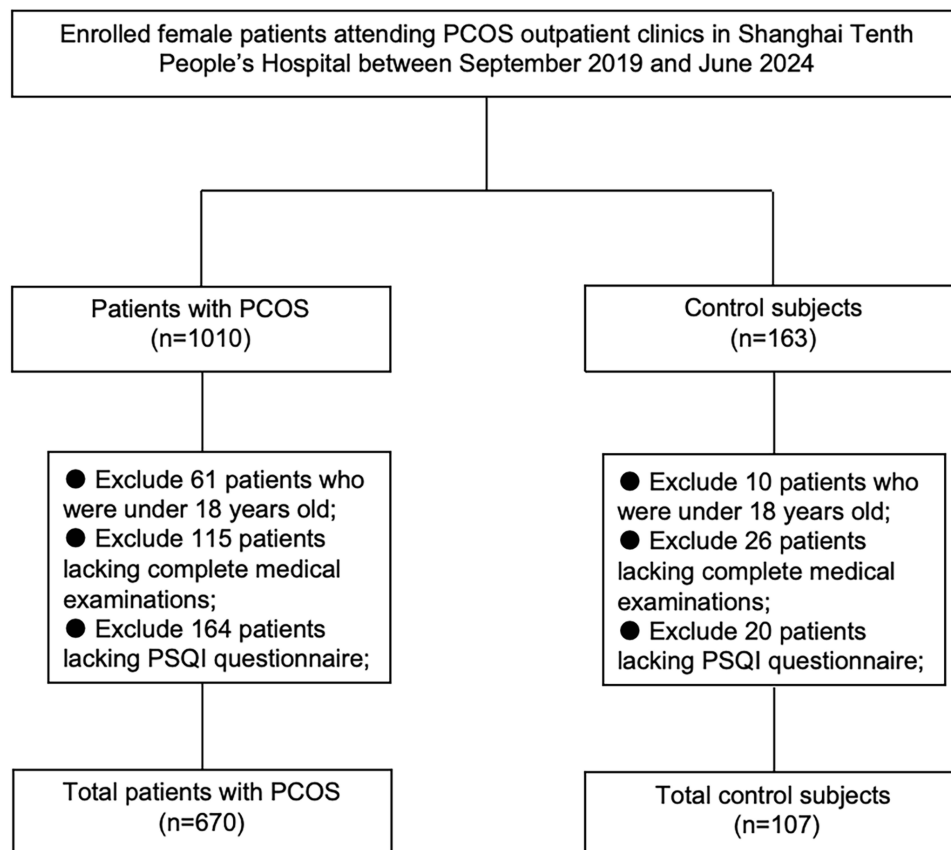 Enrolled female patients attending PCOS outpatient clinics in Shanghai Tenth
People’s Hospital between September 2019 and June 2024
Patients with PCOS
(n=1010)
Control subjects
(n=163)
● Exclude 61 patients who
were under 18 years old;
● Exclude 115 patients
lacking complete medical
examinations;
● Exclude 164 patients
lacking PSQI questionnaire;
● Exclude 10 patients who
were under 18 years old;
● Exclude 26 patients
lacking complete medical
examinations;
● Exclude 20 patients
lacking PSQI questionnaire;
Total patients with PCOS
(n=670)
Total control subjects
(n=107)